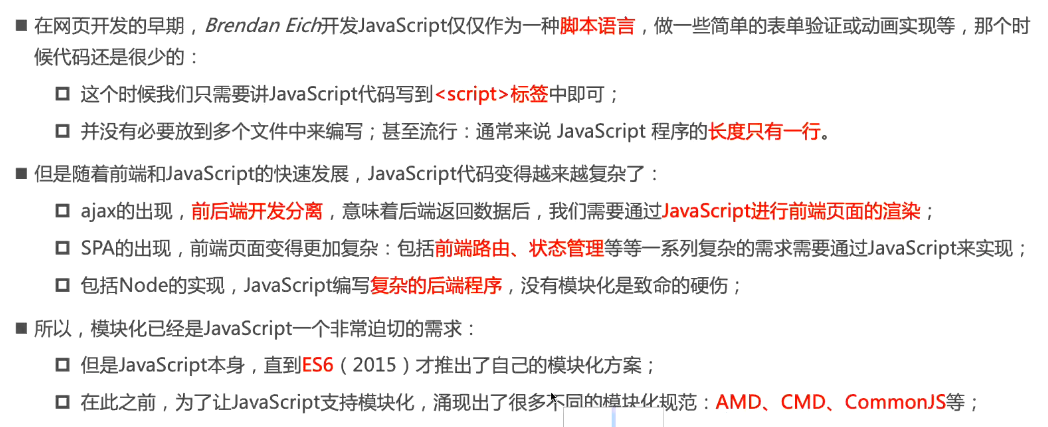 ■ 在网页开发的早期，Brendan Eich开发JavaScript仅仅作为一种脚本语言，做一些简单的表单验证或动画实现等，那个时
候代码还是很少的：
这个时候我们只需要讲JavaScript代码写到<script>标签中即可；
并没有必要放到多个文件中来编写；甚至流行：通常来说 JavaScript 程序的长度只有一行。
■ 但是随着前端和JavaScript的快速发展，JavaScript代码变得越来越复杂了：
ajax的出现，前后端开发分离，意味着后端返回数据后，我们需要通过JavaScript进行前端页面的渲染；
SPA的出现，前端页面变得更加复杂：包括前端路由、状态管理等等一系列复杂的需求需要通过JavaScript来实现；
包括Node的实现，JavaScript编写复杂的后端程序，没有模块化是致命的硬伤；
■ 所以，模块化已经是JavaScript一个非常迫切的需求：
但是JavaScript本身，直到ES6（2015）才推出了自己的模块化方案；
在此之前，为了让JavaScript支持模块化，涌现出了很多不同的模块化规范：AMD、CMD、CommonJS等；